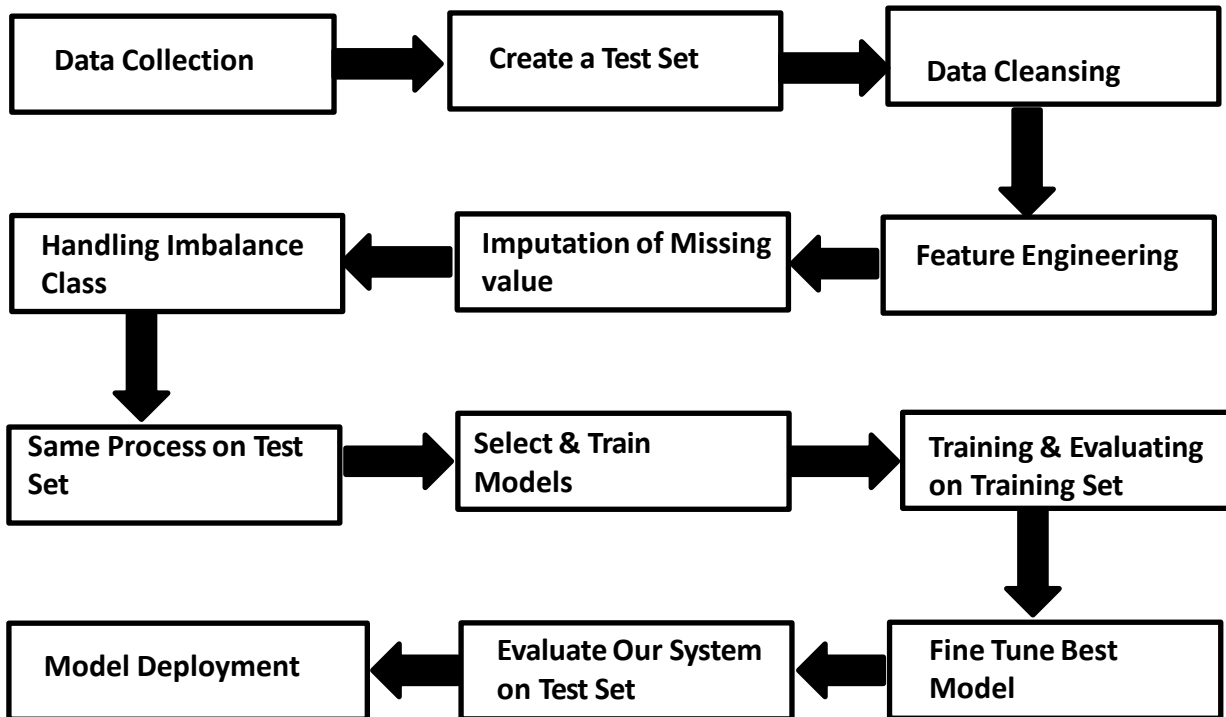 Data Collection
Create a Test Set
Data Cleansing
Feature Engineering
Imputation of Missing
value
Handling Imbalance
Class
Same Process on Test
Set
Select & Train
Models
Training & Evaluating
on Training Set
Fine Tune Best
Model
Evaluate Our System
on Test Set
Model Deployment